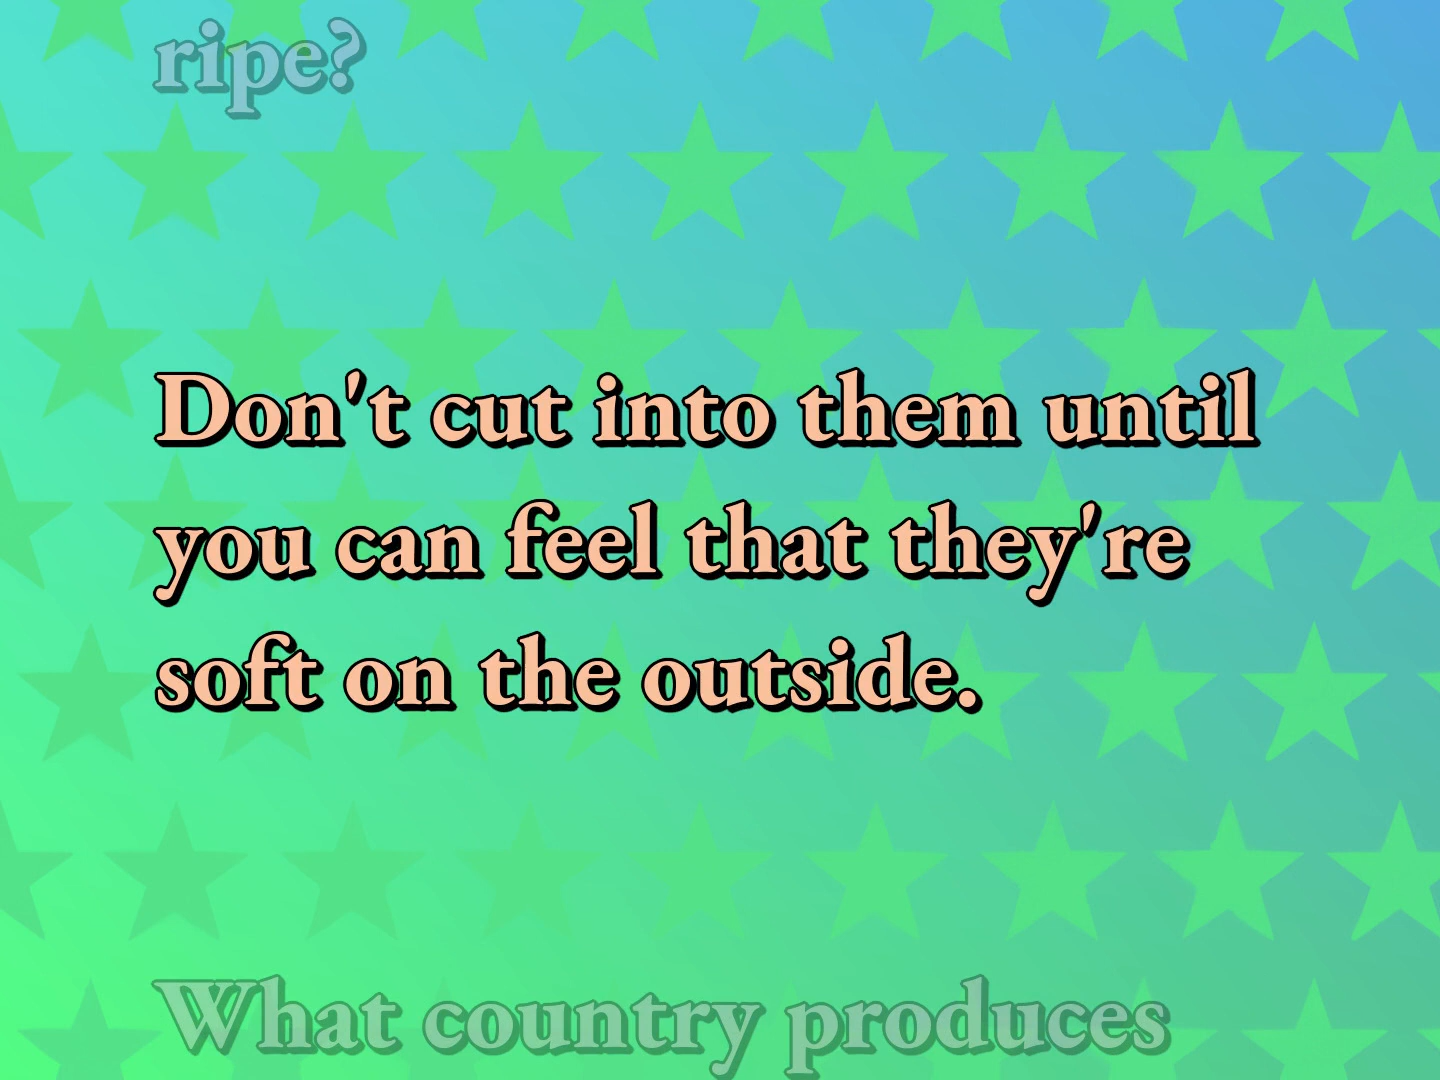 ripe?
Don't cut into them until
you can feel that they're
soft on the outside.
What country produces